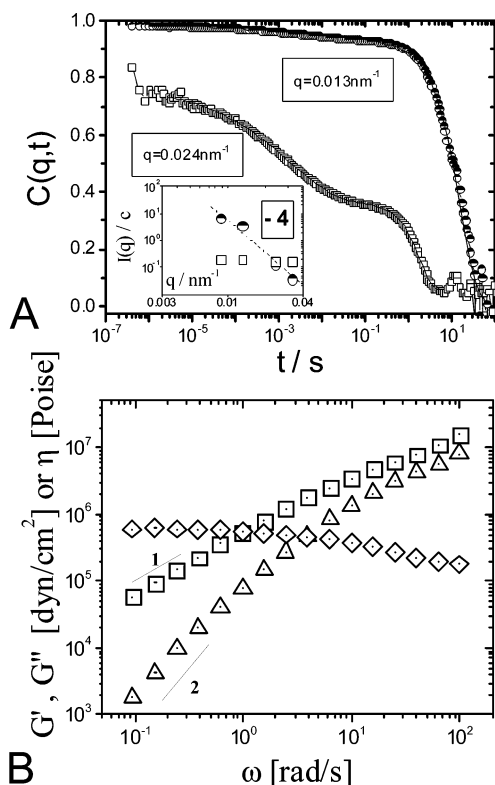 1.0
0.8
0.6
0.4
0.2
0.0
C(q,t)
q=0.013nm⁻¹
q=0.024nm⁻¹
10²
10¹
10⁰
10⁻¹
I(q) / c
- 4
q / nm⁻¹
0.003 0.01 0.04
10⁻⁷ 10⁻⁵ 10⁻³ 10⁻¹ 10¹
t / s
A
10⁷
10⁶
10⁵
10⁴
10³
G' , G'' [dyn/cm²] or η [Poise]
1
2
10⁻¹ 10⁰ 10¹ 10²
ω [rad/s]
B